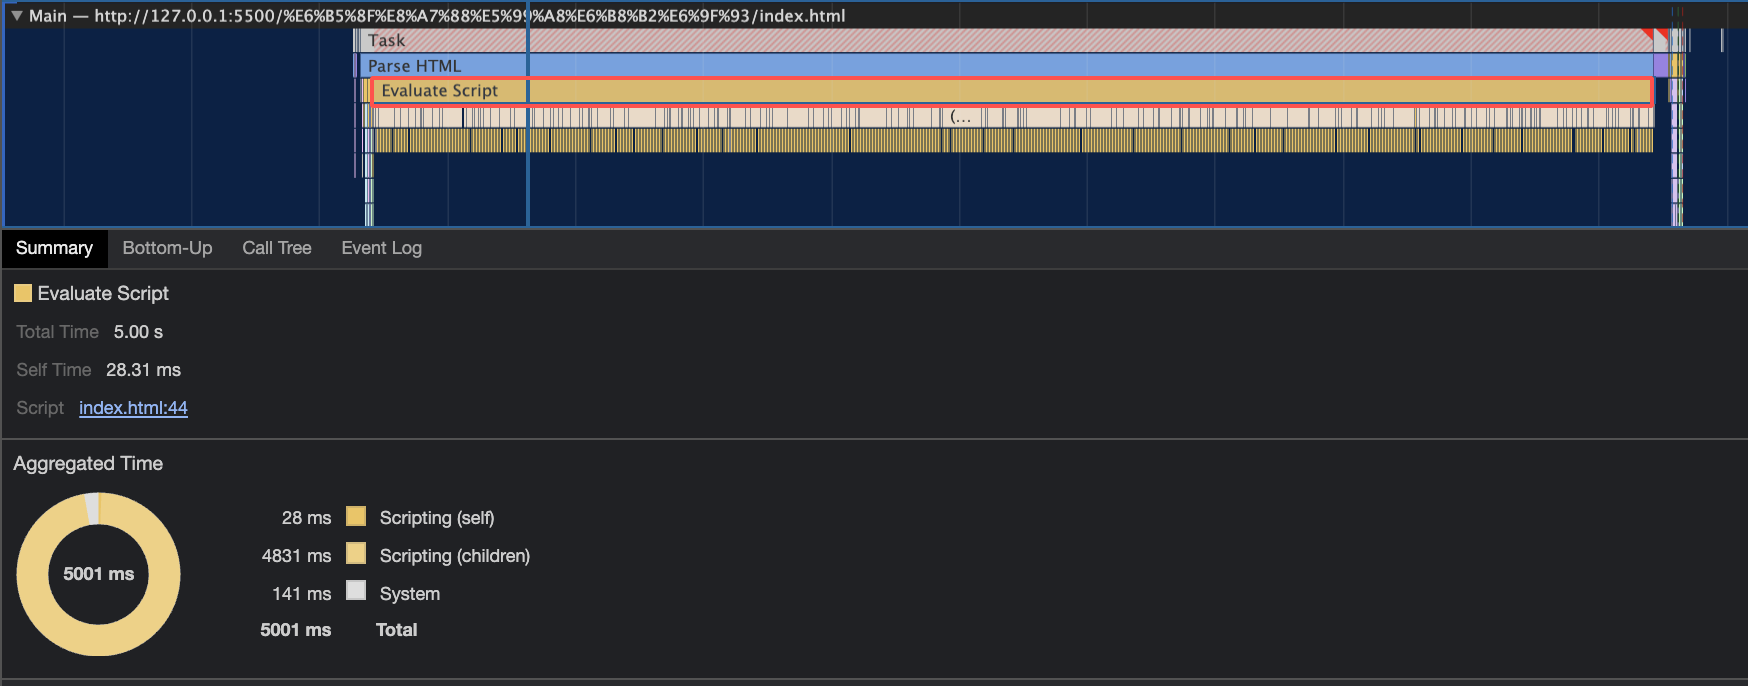 ▼ Main — http://127.0.0.1:5500/%E6%B5%8F%E8%A7%88%E5%99%A8%E6%B8%B2%E6%9F%93/index.html
Task
Parse HTML
Evaluate Script
(...
Summary Bottom-Up Call Tree Event Log
Evaluate Script
Total Time 5.00 s
Self Time 28.31 ms
Script index.html:44
Aggregated Time
28 ms Scripting (self)
4831 ms Scripting (children)
141 ms System
5001 ms Total
5001 ms